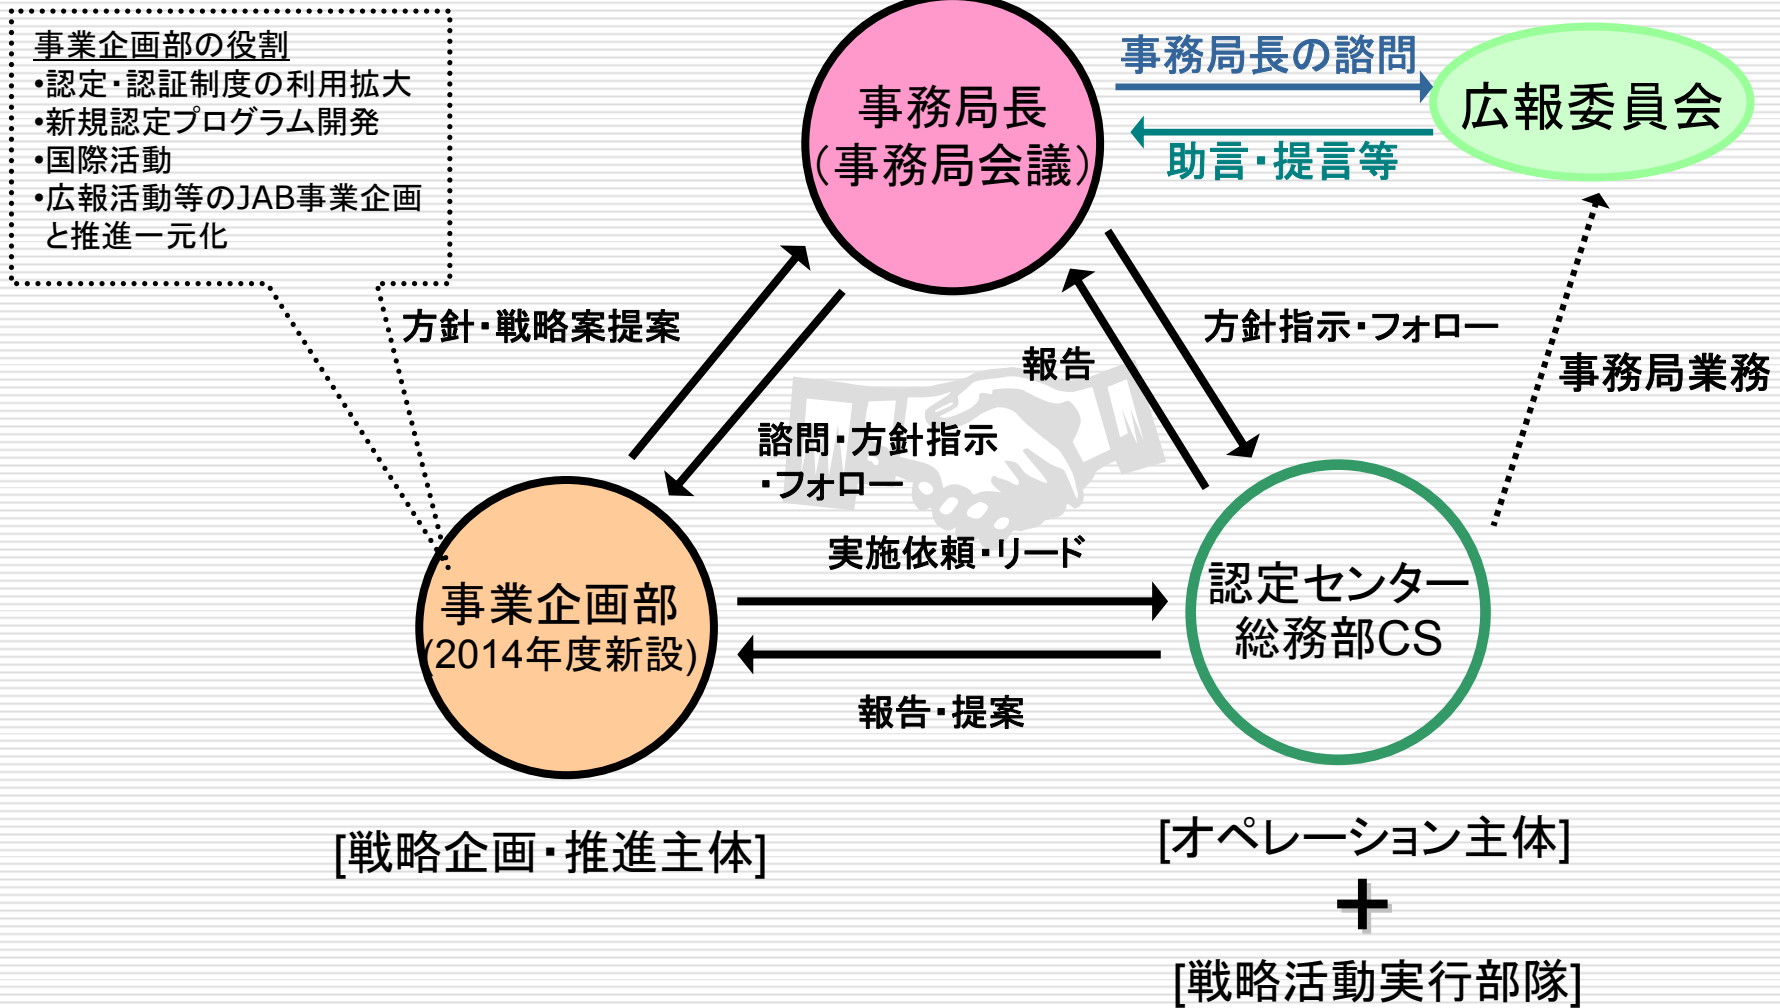 事業企画部の役割
•認定・認証制度の利用拡大
•新規認定プログラム開発
•国際活動
•広報活動等のJAB事業企画
と推進一元化
事務局長
（事務局会議）
事務局長の諮問
助言・提言等
広報委員会
方針・戦略案提案
諮問・方針指示
・フォロー
報告
方針指示・フォロー
事務局業務
実施依頼・リード
報告・提案
事業企画部
(2014年度新設)
認定センター
総務部CS
[戦略企画・推進主体]
[オペレーション主体]
+
[戦略活動実行部隊]